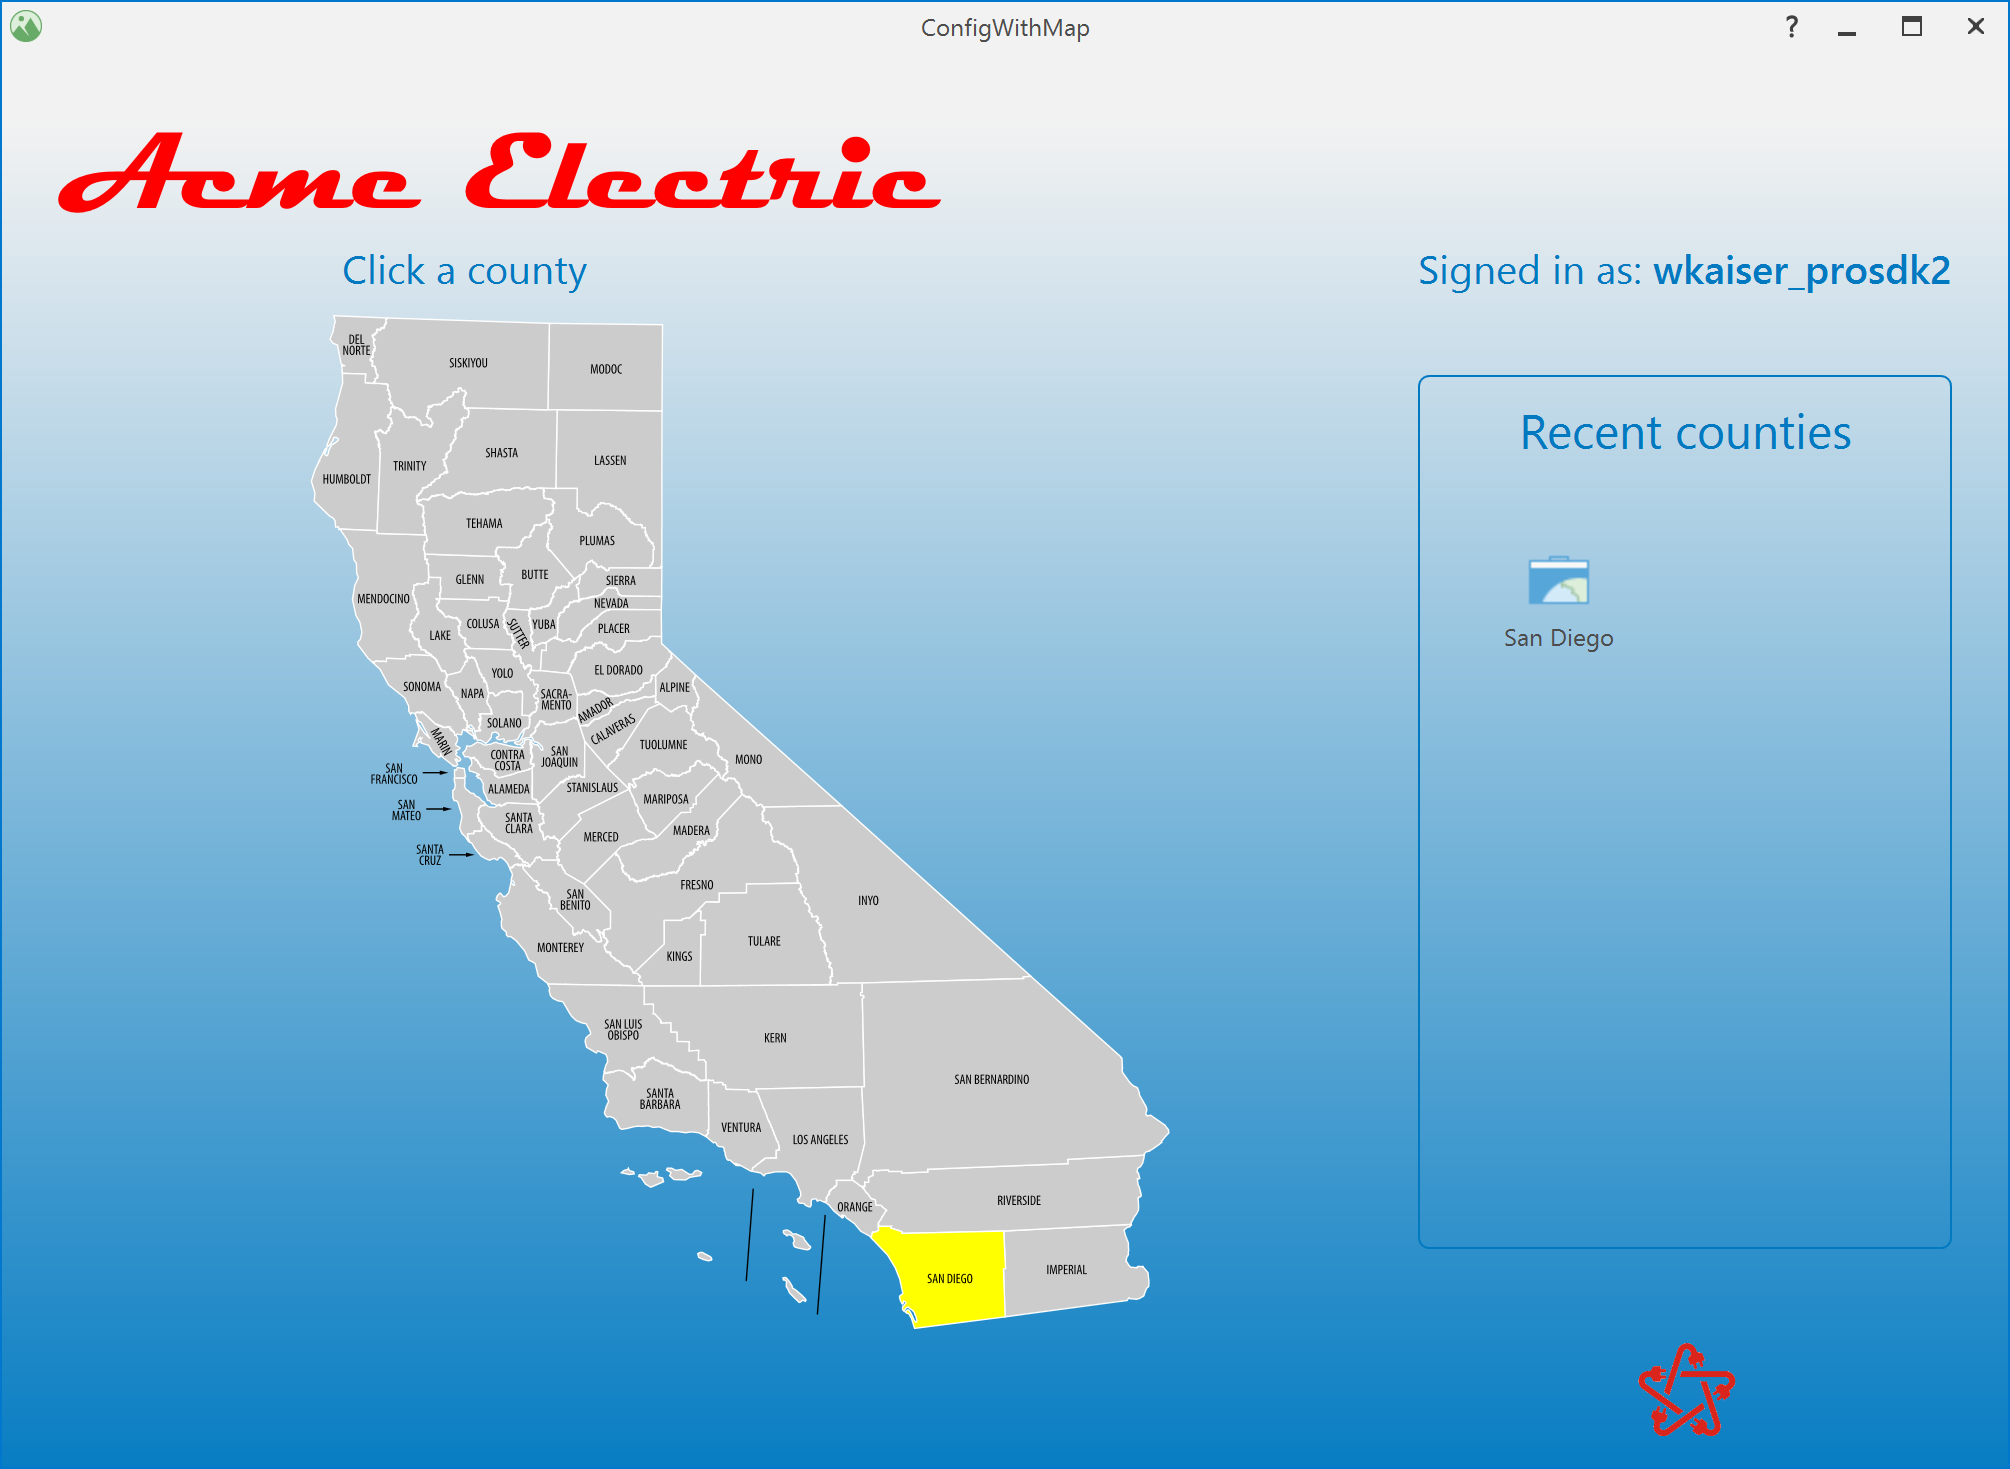 ConfigWithMap
?
Acme Electric
Click a county
Signed in as: wkaiser_prosdk2
Recent counties
San Diego
DEL
NORTE
SISKIYOU
MODOC
HUMBOLDT
TRINITY
SHASTA
LASSEN
TEHAMA
PLUMAS
GLENN
BUTTE
SIERRA
MENDOCINO
NEVADA
LAKE
COLUSA
SUTTER
YUBA
PLACER
SONOMA
NAPA
YOLO
EL DORADO
SACRA-
MENTO
ALPINE
AMADOR
SOLANO
CALAVERAS
MARIN
CONTRA
COSTA
SAN
JOAQUIN
TUOLUMNE
MONO
SAN
FRANCISCO
ALAMEDA
STANISLAUS
MARIPOSA
SAN
MATEO
SANTA
CLARA
MERCED
MADERA
SANTA
CRUZ
FRESNO
SAN
BENITO
INYO
MONTEREY
KINGS
TULARE
SAN LUIS
OBISPO
KERN
SAN BERNARDINO
SANTA
BARBARA
VENTURA
LOS ANGELES
ORANGE
RIVERSIDE
SAN DIEGO
IMPERIAL